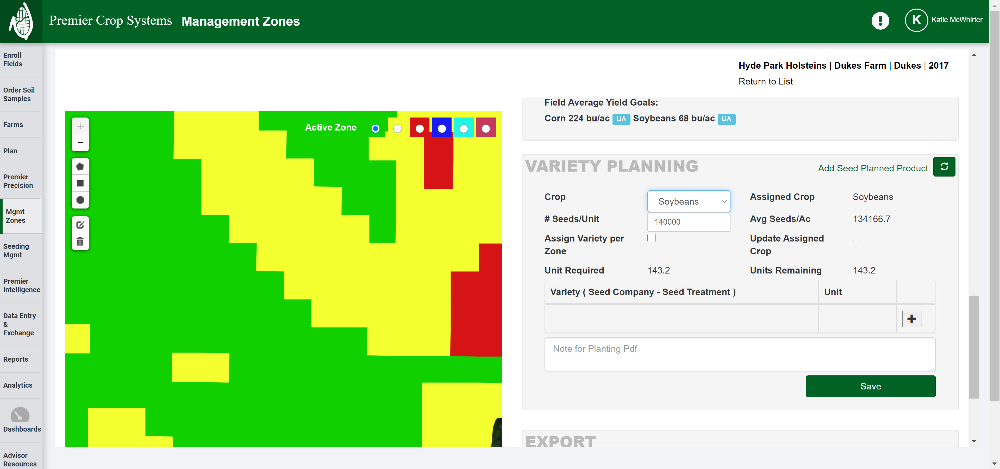 Premier Crop Systems Management Zones
!
K Katie McWhirter
Enroll
Fields
Order Soil
Samples
Farms
Plan
Premier
Precision
Mgmt
Zones
Seeding
Mgmt
Premier
Intelligence
Data Entry
&
Exchange
Reports
Analytics
Dashboards
Advisor
Resources
Hyde Park Holsteins | Dukes Farm | Dukes | 2017
Return to List
Active Zone
Field Average Yield Goals:
Corn 224 bu/ac UA Soybeans 68 bu/ac UA
VARIETY PLANNING
Add Seed Planned Product
Crop Soybeans Assigned Crop Soybeans
# Seeds/Unit 140000 Avg Seeds/Ac 134166.7
Assign Variety per Update Assigned
Zone Crop
Unit Required 143.2 Units Remaining 143.2
Variety ( Seed Company - Seed Treatment ) Unit
Note for Planting Pdf
Save
EXPORT